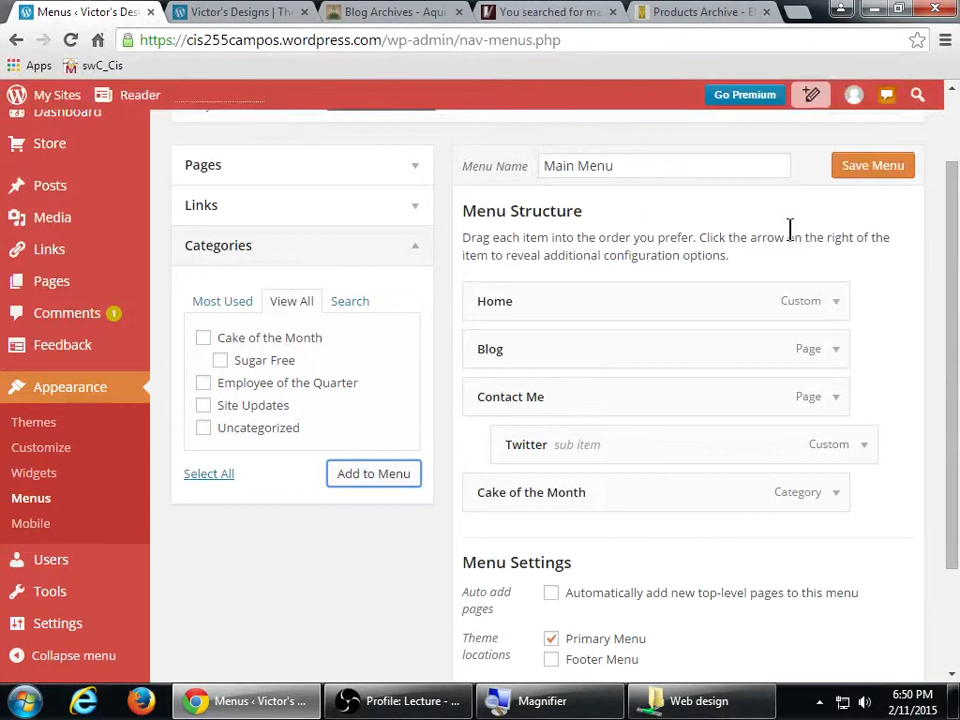 Menus ‹ Victor's Desi
Victor's Designs | The
Blog Archives - Aqui
You searched for ma
Products Archive - El
https://cis255campos.wordpress.com/wp-admin/nav-menus.php
Apps swC_Cis
My Sites Reader Go Premium
Dashboard
Store
Posts
Media
Links
Pages
Comments 1
Feedback
Appearance
Themes
Customize
Widgets
Menus
Mobile
Users
Tools
Settings
Collapse menu
Pages
Links
Categories
Most Used View All Search
Cake of the Month
Sugar Free
Employee of the Quarter
Site Updates
Uncategorized
Select All Add to Menu
Menu Name Main Menu Save Menu
Menu Structure
Drag each item into the order you prefer. Click the arrow on the right of the
item to reveal additional configuration options.
Home Custom
Blog Page
Contact Me Page
Twitter sub item Custom
Cake of the Month Category
Menu Settings
Auto add
pages
Automatically add new top-level pages to this menu
Theme
locations
Primary Menu
Footer Menu
Menus ‹ Victor's ...
Profile: Lecture - ...
Magnifier
Web design
6:50 PM
2/11/2015